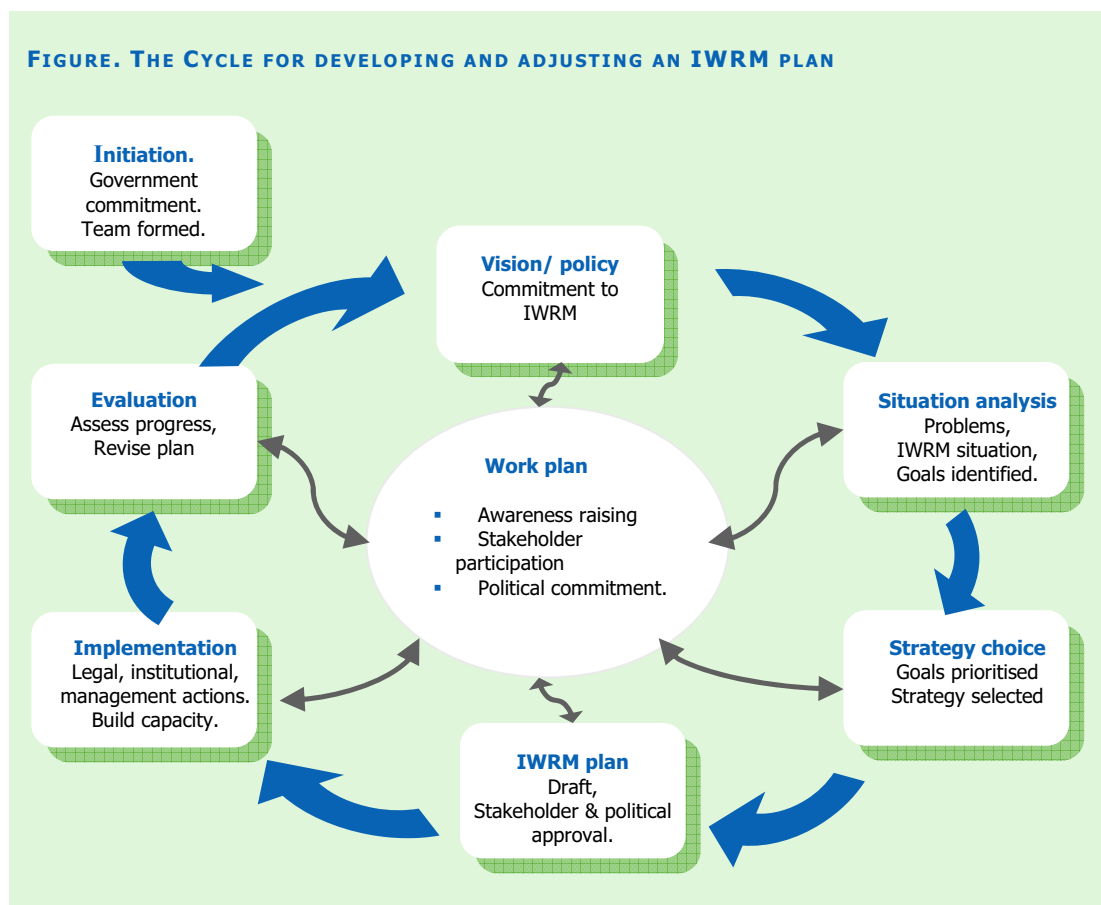 FIGURE. THE CYCLE FOR DEVELOPING AND ADJUSTING AN IWRM PLAN
Initiation.
Government
commitment.
Team formed.
Vision/ policy
Commitment to
IWRM
Situation analysis
Problems,
IWRM situation,
Goals identified.
Strategy choice
Goals prioritised
Strategy selected
IWRM plan
Draft,
Stakeholder & political
approval.
Implementation
Legal, institutional,
management actions.
Build capacity.
Evaluation
Assess progress,
Revise plan
Work plan
▪ Awareness raising
▪ Stakeholder
participation
▪ Political commitment.